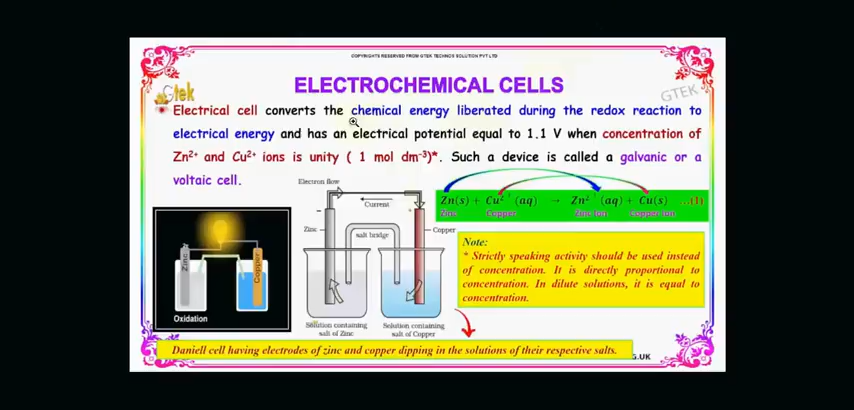 COPYRIGHTS RESERVED FROM GTEK TECHNOS SOLUTION PVT LTD
ELECTROCHEMICAL CELLS
Gtek
GTEK
Electrical cell converts the chemical energy liberated during the redox reaction to
electrical energy and has an electrical potential equal to 1.1 V when concentration of
Zn²⁺ and Cu²⁺ ions is unity ( 1 mol dm⁻³)*. Such a device is called a galvanic or a
voltaic cell.
Electron flow
Current
Zinc
salt bridge
Copper
Solution containing
salt of Zinc
Solution containing
salt of Copper
Zn(s) + Cu²⁺(aq) → Zn²⁺(aq) + Cu(s) ...(1)
Zinc Copper Zinc ion copper ion
Zinc
Copper
Oxidation
Note:
* Strictly speaking activity should be used instead
of concentration. It is directly proportional to
concentration. In dilute solutions, it is equal to
concentration.
Daniell cell having electrodes of zinc and copper dipping in the solutions of their respective salts.
G.UK